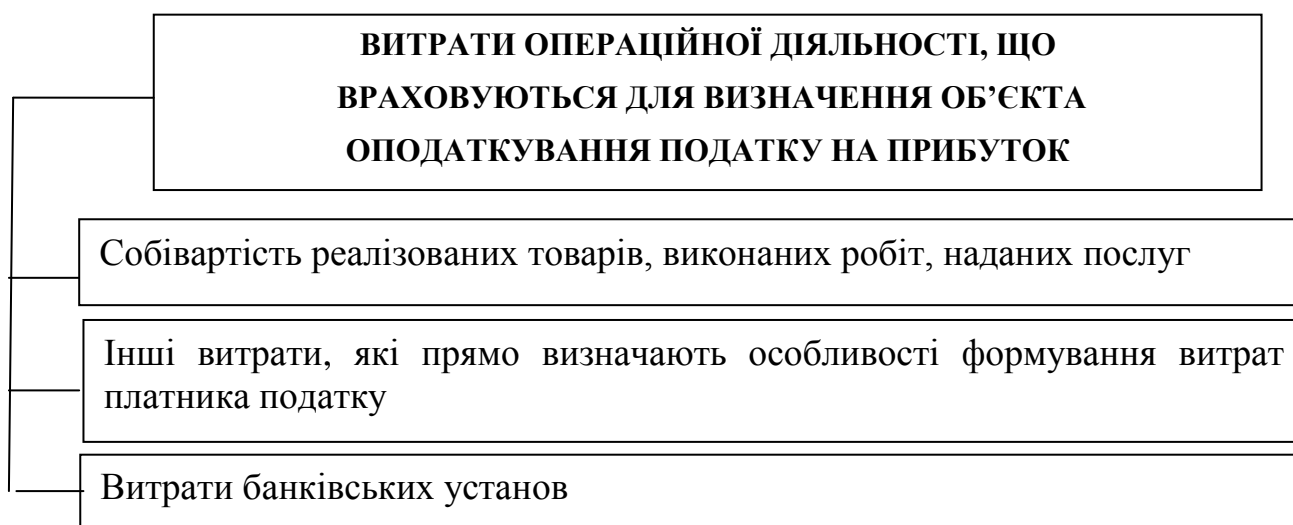 ВИТРАТИ ОПЕРАЦІЙНОЇ ДІЯЛЬНОСТІ, ЩО
ВРАХОВУЮТЬСЯ ДЛЯ ВИЗНАЧЕННЯ ОБ’ЄКТА
ОПОДАТКУВАННЯ ПОДАТКУ НА ПРИБУТОК
Собівартість реалізованих товарів, виконаних робіт, наданих послуг
Інші витрати, які прямо визначають особливості формування витрат
платника податку
Витрати банківських установ